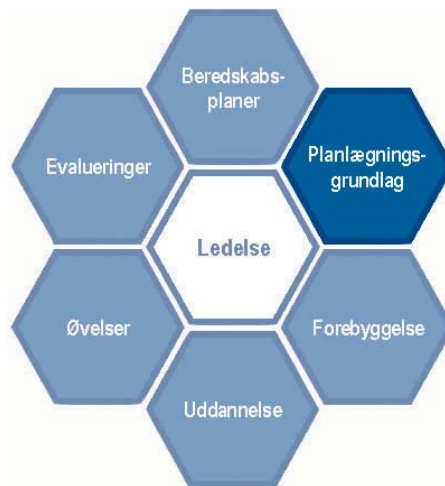 Beredskabs-
planer
Evalueringer
Planlægnings-
grundlag
Ledelse
Øvelser
Forebyggelse
Uddannelse